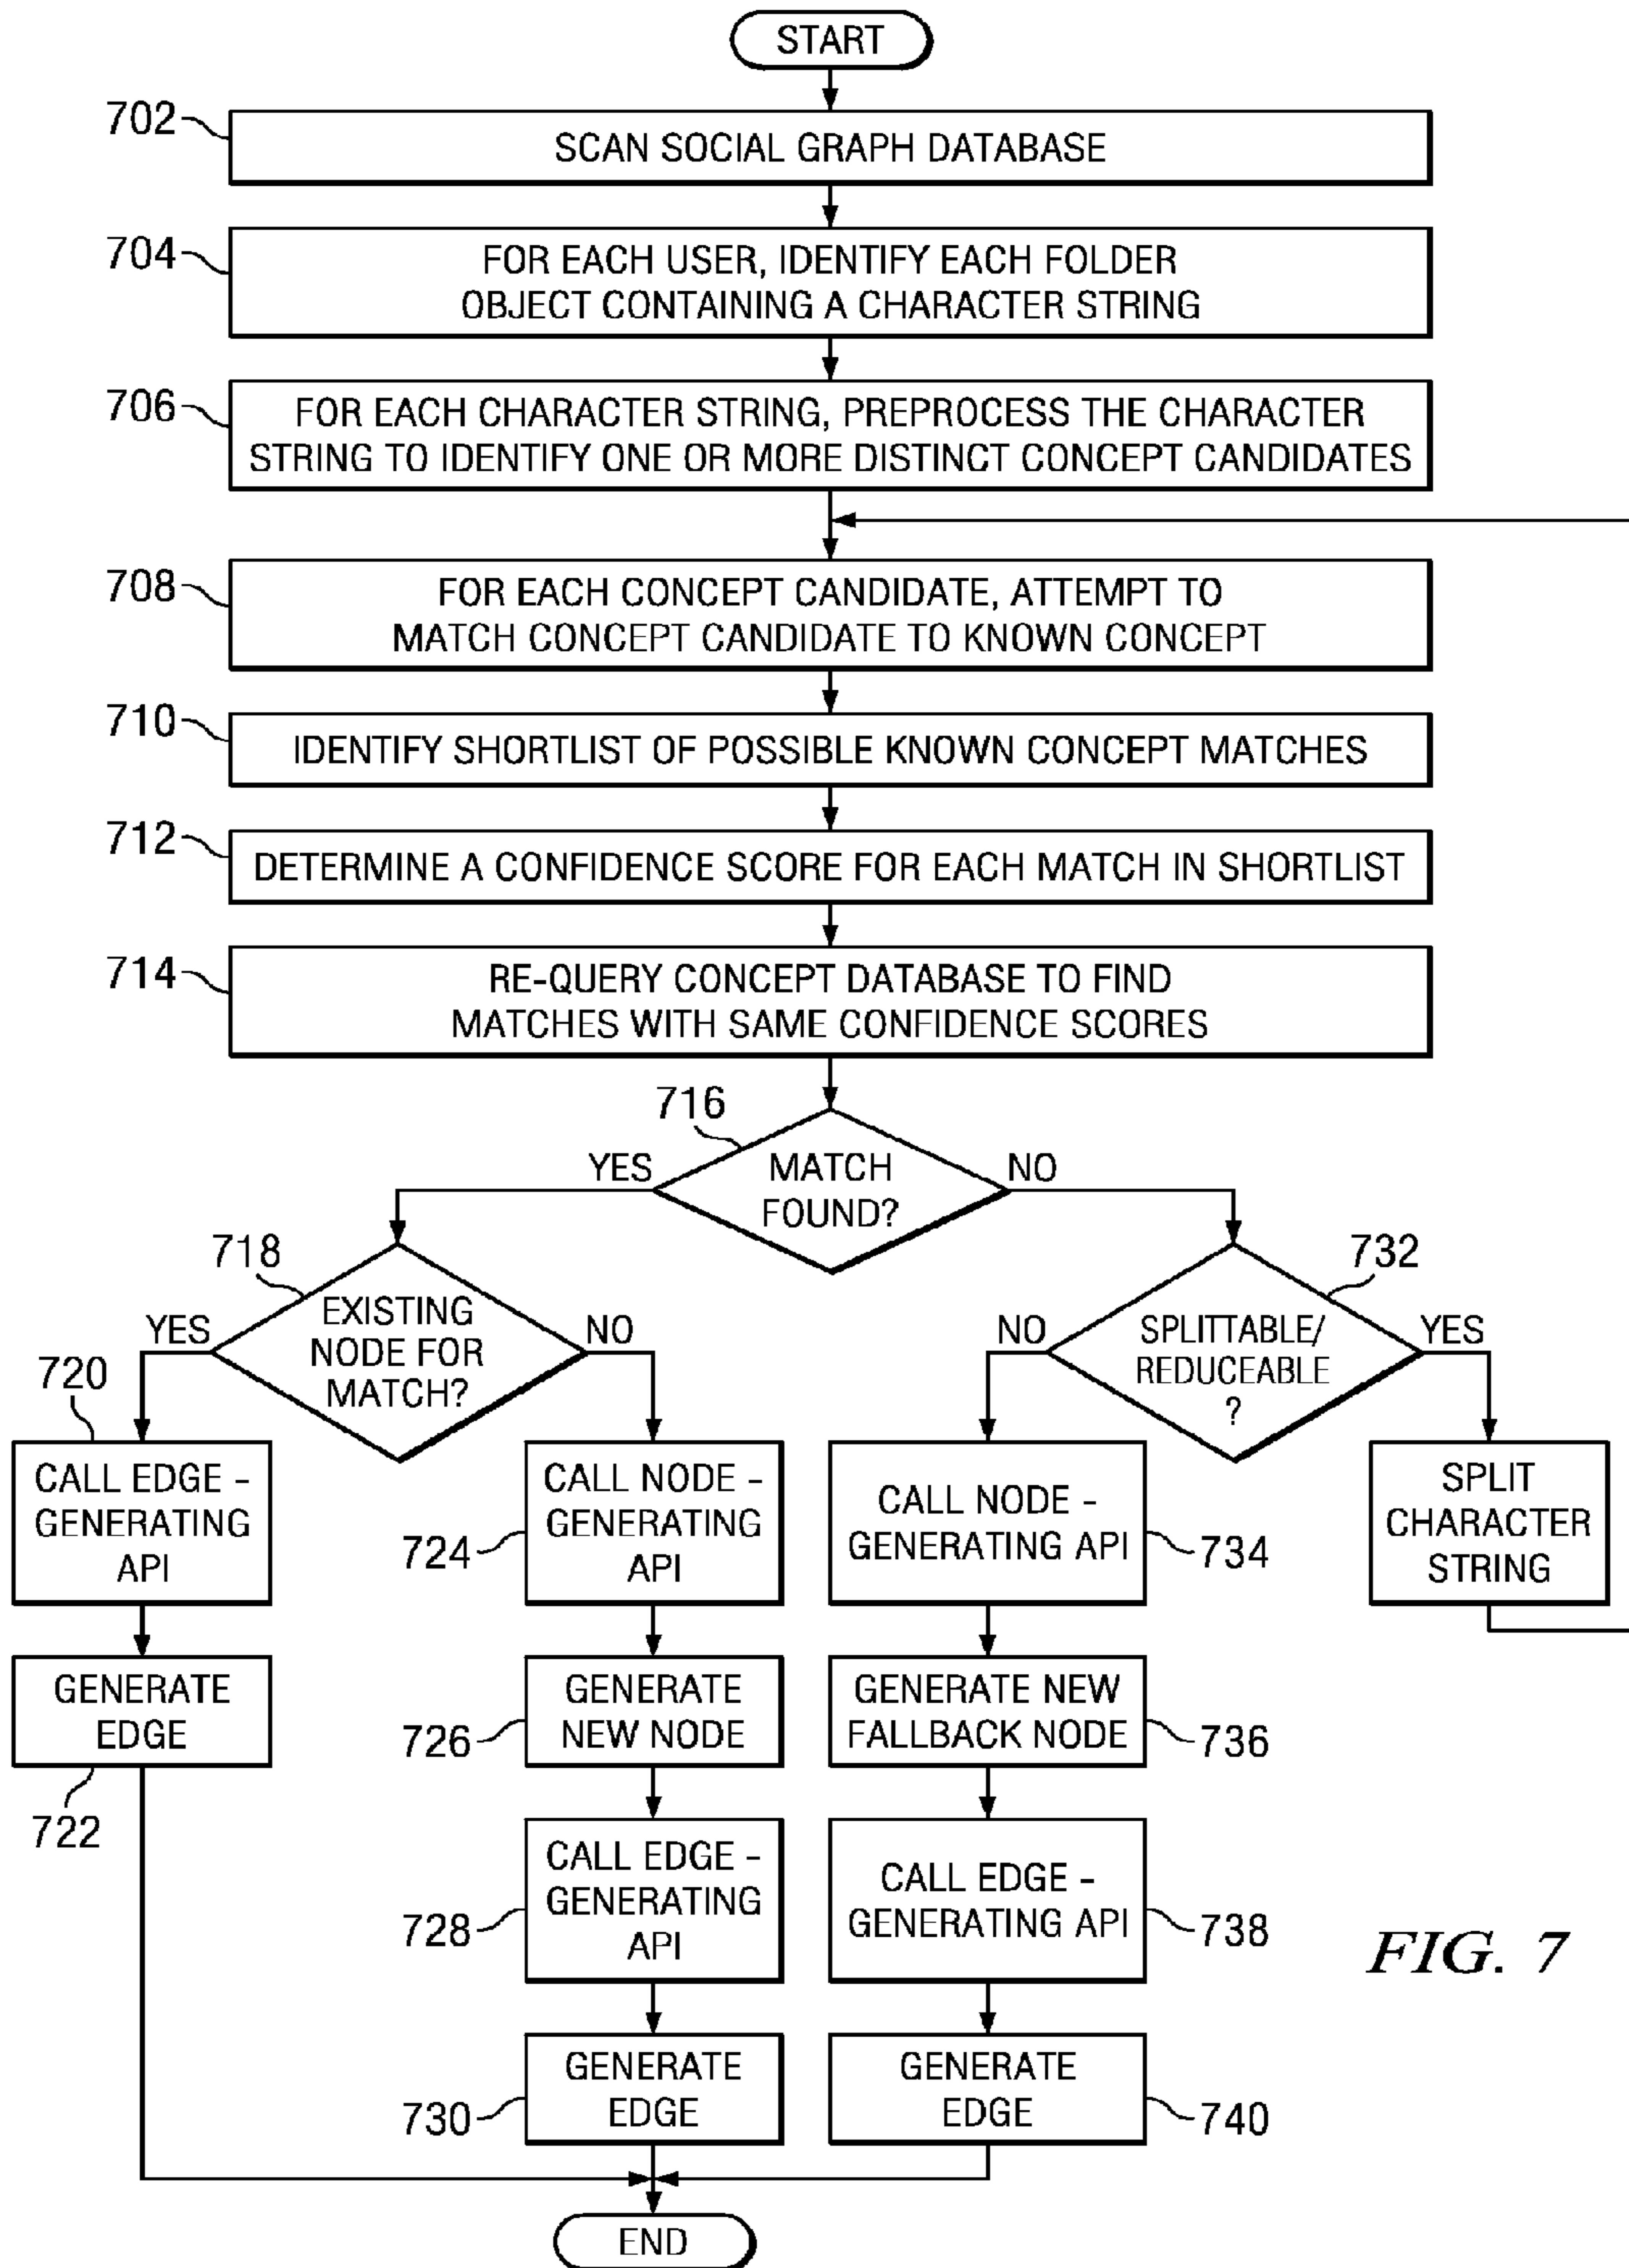 START
702
SCAN SOCIAL GRAPH DATABASE
704
FOR EACH USER, IDENTIFY EACH FOLDER
OBJECT CONTAINING A CHARACTER STRING
706
FOR EACH CHARACTER STRING, PREPROCESS THE CHARACTER
STRING TO IDENTIFY ONE OR MORE DISTINCT CONCEPT CANDIDATES
708
FOR EACH CONCEPT CANDIDATE, ATTEMPT TO
MATCH CONCEPT CANDIDATE TO KNOWN CONCEPT
710
IDENTIFY SHORTLIST OF POSSIBLE KNOWN CONCEPT MATCHES
712
DETERMINE A CONFIDENCE SCORE FOR EACH MATCH IN SHORTLIST
714
RE-QUERY CONCEPT DATABASE TO FIND
MATCHES WITH SAME CONFIDENCE SCORES
716
YES
MATCH
FOUND?
NO
718
YES
EXISTING
NODE FOR
MATCH?
NO
732
NO
SPLITTABLE/
REDUCEABLE
?
YES
720
CALL EDGE -
GENERATING
API
GENERATE
EDGE
722
724
CALL NODE -
GENERATING
API
726
GENERATE
NEW NODE
728
CALL EDGE -
GENERATING
API
730
GENERATE
EDGE
CALL NODE -
GENERATING API
734
GENERATE NEW
FALLBACK NODE
736
CALL EDGE -
GENERATING API
738
GENERATE
EDGE
740
SPLIT
CHARACTER
STRING
FIG. 7
END